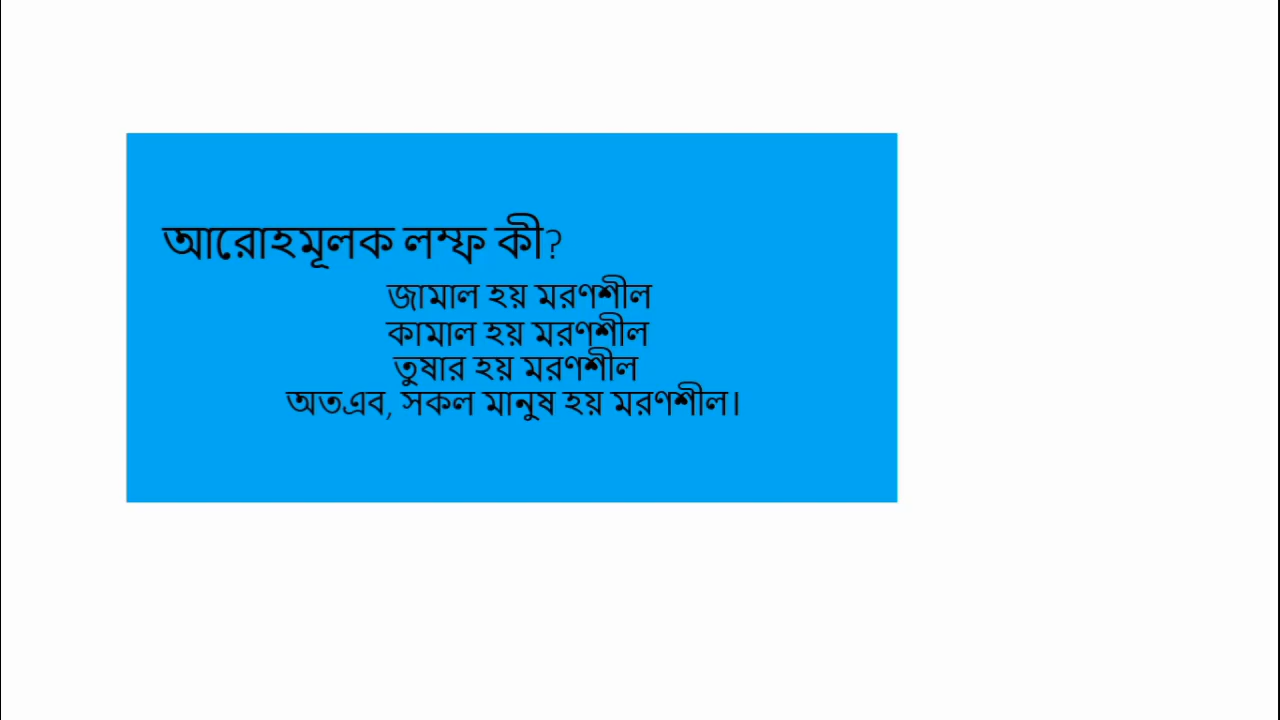 আরোহমূলক লম্ফ কী?
জামাল হয় মরণশীল
কামাল হয় মরণশীল
তুষার হয় মরণশীল
অতএব, সকল মানুষ হয় মরণশীল।